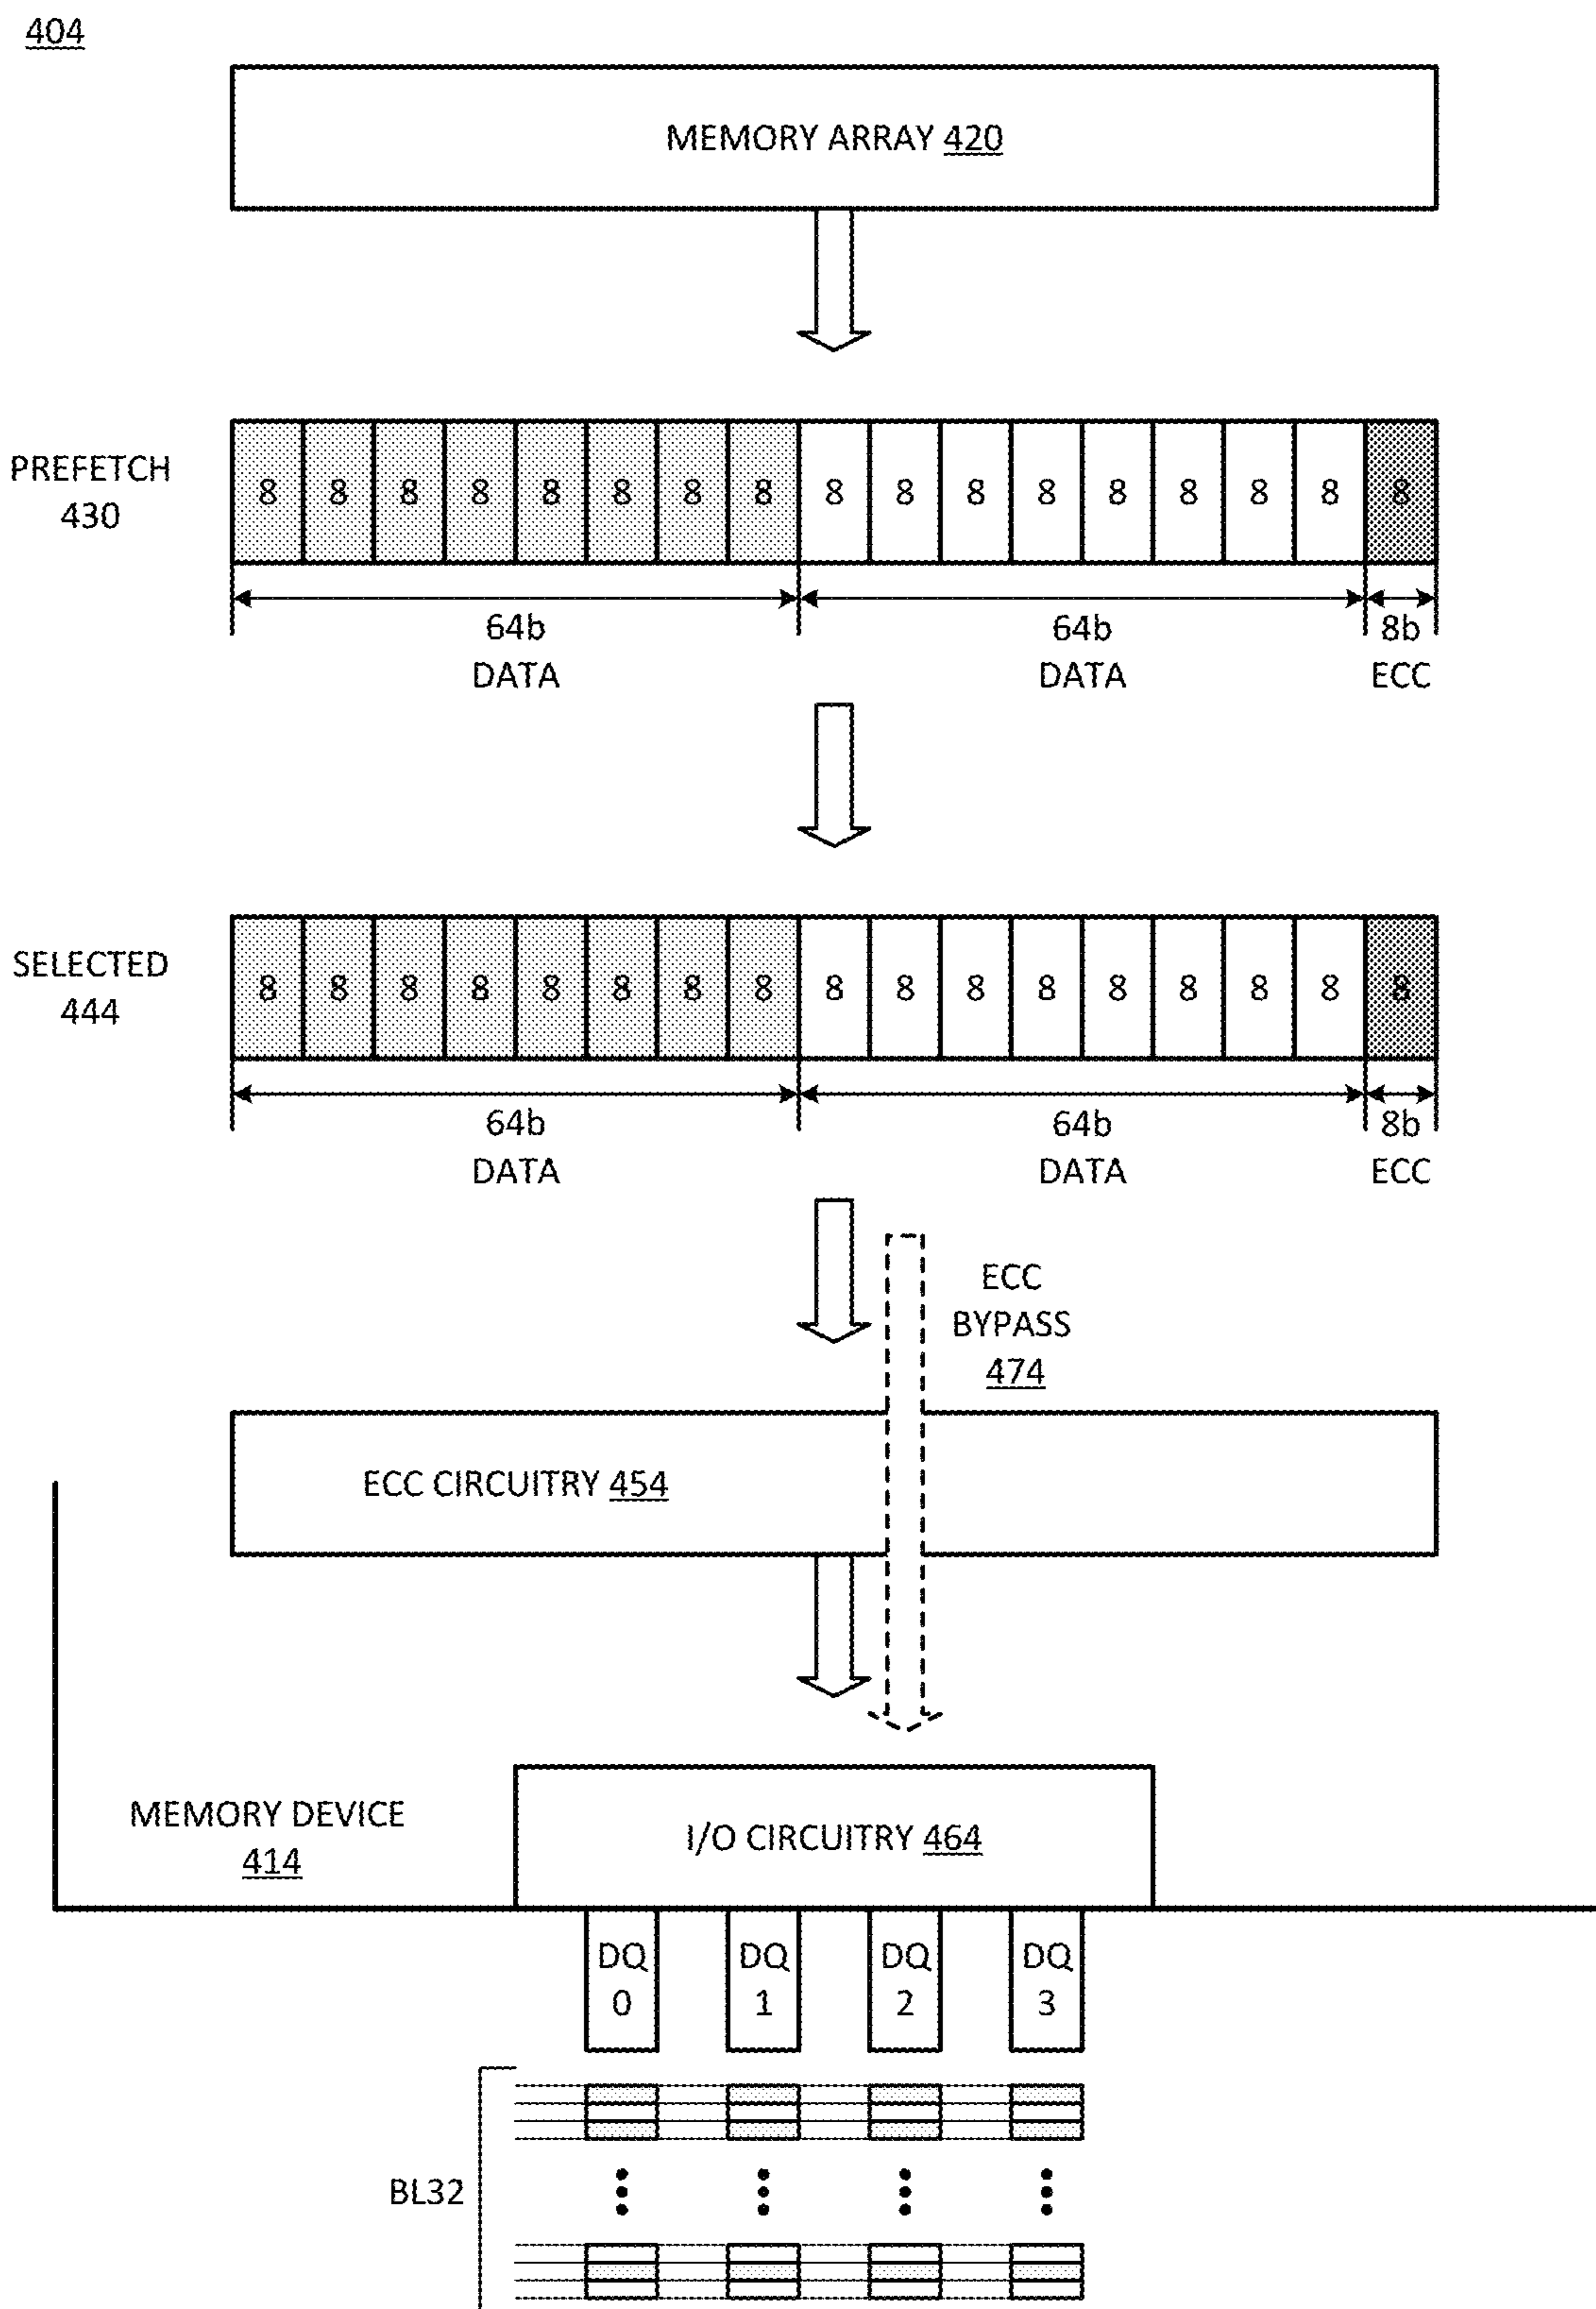 404
MEMORY ARRAY 420
PREFETCH
430
8 8 8 8 8 8 8 8 8 8 8 8 8 8 8 8 8
64b
DATA
64b
DATA
8b
ECC
SELECTED
444
8 8 8 8 8 8 8 8 8 8 8 8 8 8 8 8 8
64b
DATA
64b
DATA
8b
ECC
ECC
BYPASS
474
ECC CIRCUITRY 454
MEMORY DEVICE
414
I/O CIRCUITRY 464
DQ
0
DQ
1
DQ
2
DQ
3
BL32